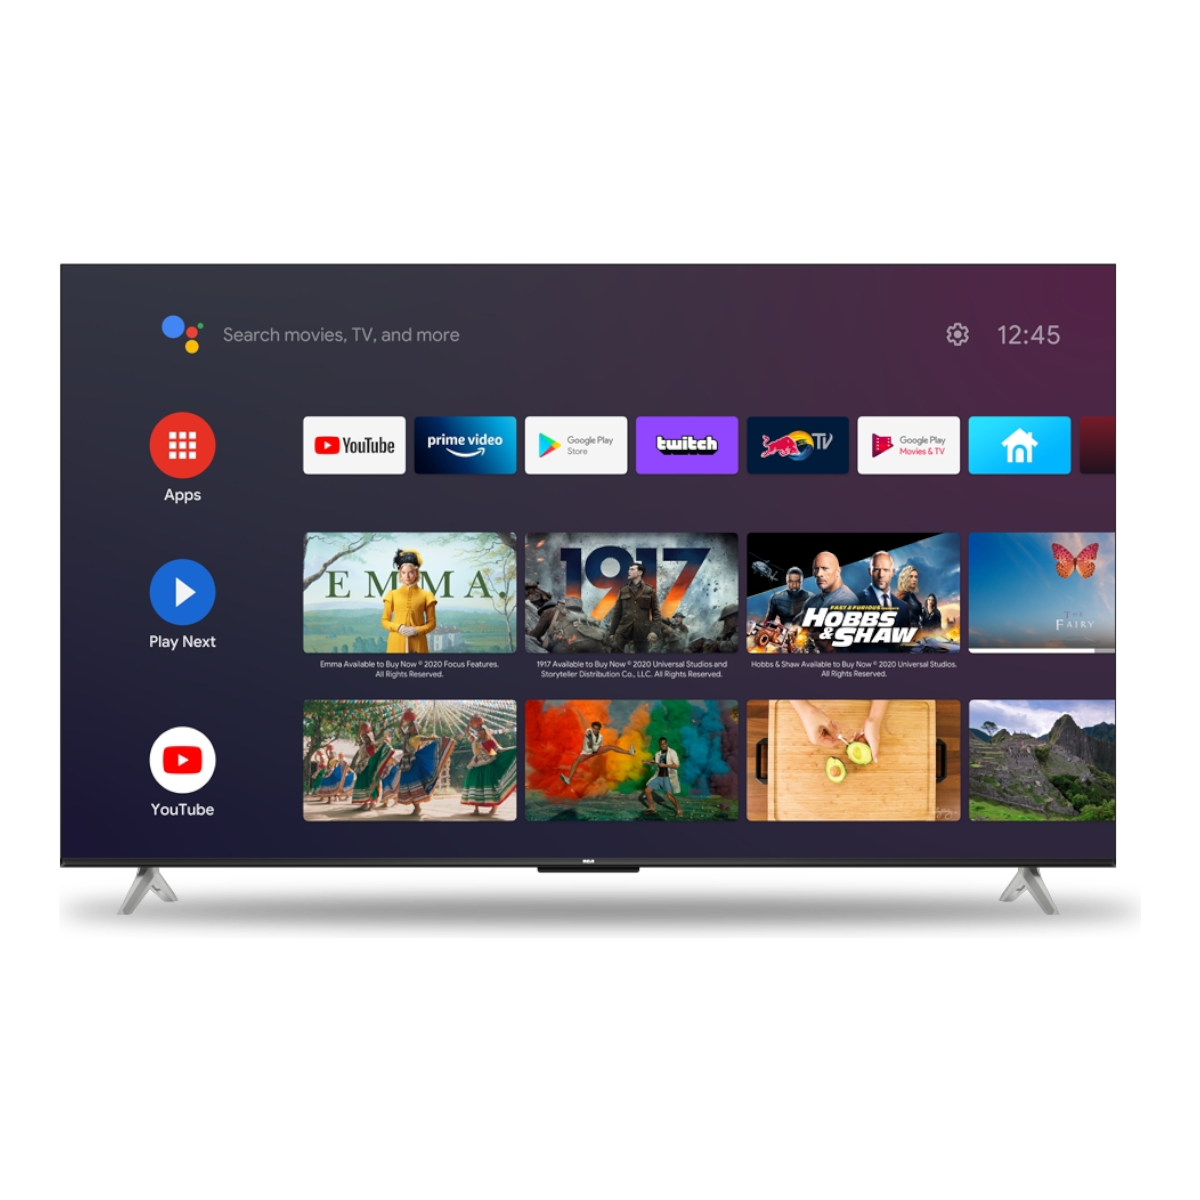 Search movies, TV, and more
12:45
YouTube
prime video
Google Play
Store
twitch
TV
Google Play
Movies & TV
Apps
EMMA.
1917
FAST & FURIOUS
HOBBS
& SHAW
THE
FAIRY
Play Next
Emma Available to Buy Now © 2020 Focus Features.
All Rights Reserved.
1917 Available to Buy Now © 2020 Universal Studios and
Storyteller Distribution Co., LLC. All Rights Reserved.
Hobbs & Shaw Available to Buy Now © 2020 Universal Studios.
All Rights Reserved.
YouTube
RCA